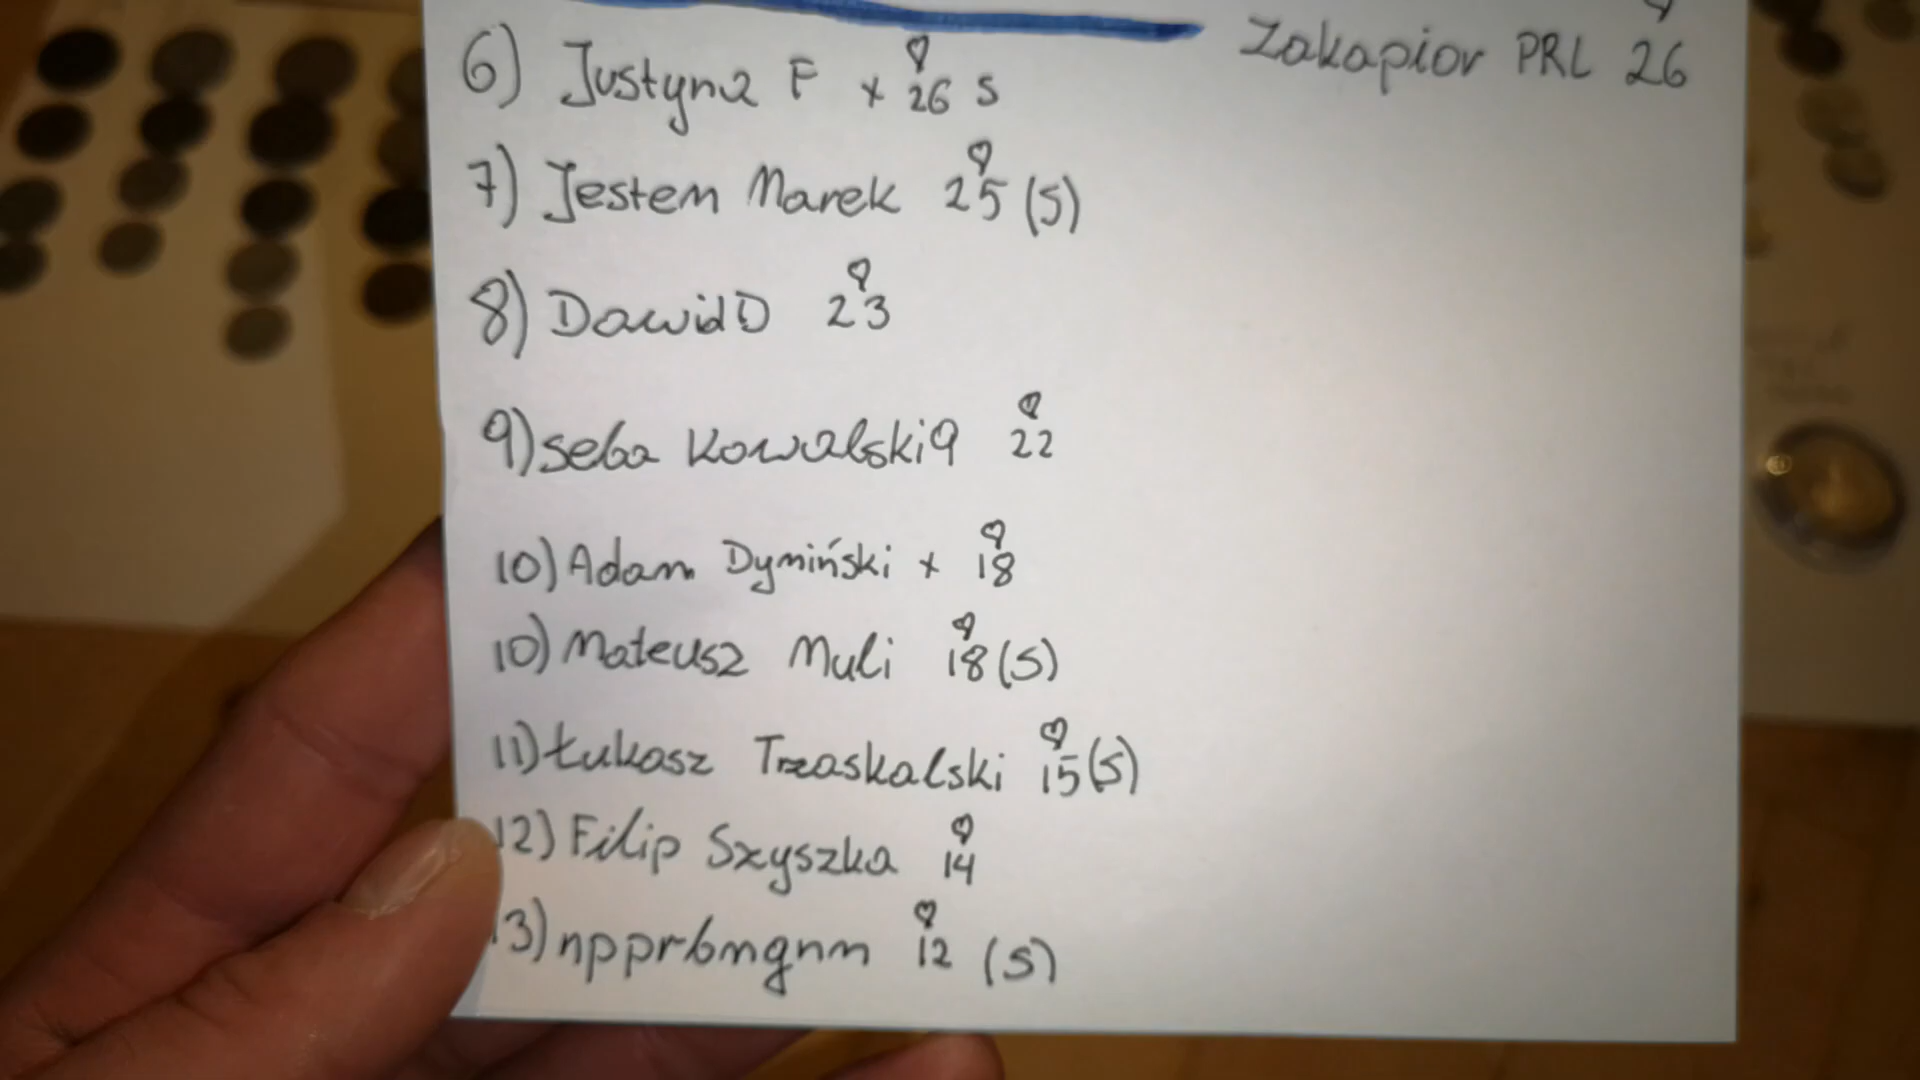 Zakapior PRL 26
6) Justyna F x 26 S
7) Jestem Marek 25 (S)
8) Dawid D 23
9) seba Kowalski9 22
10) Adam Dymiński x 18
10) Mateusz Muli 18 (S)
11) Łukasz Trzaskalski 15 (S)
12) Filip Szyszka 14
13) npprbmgnm 12 (S)